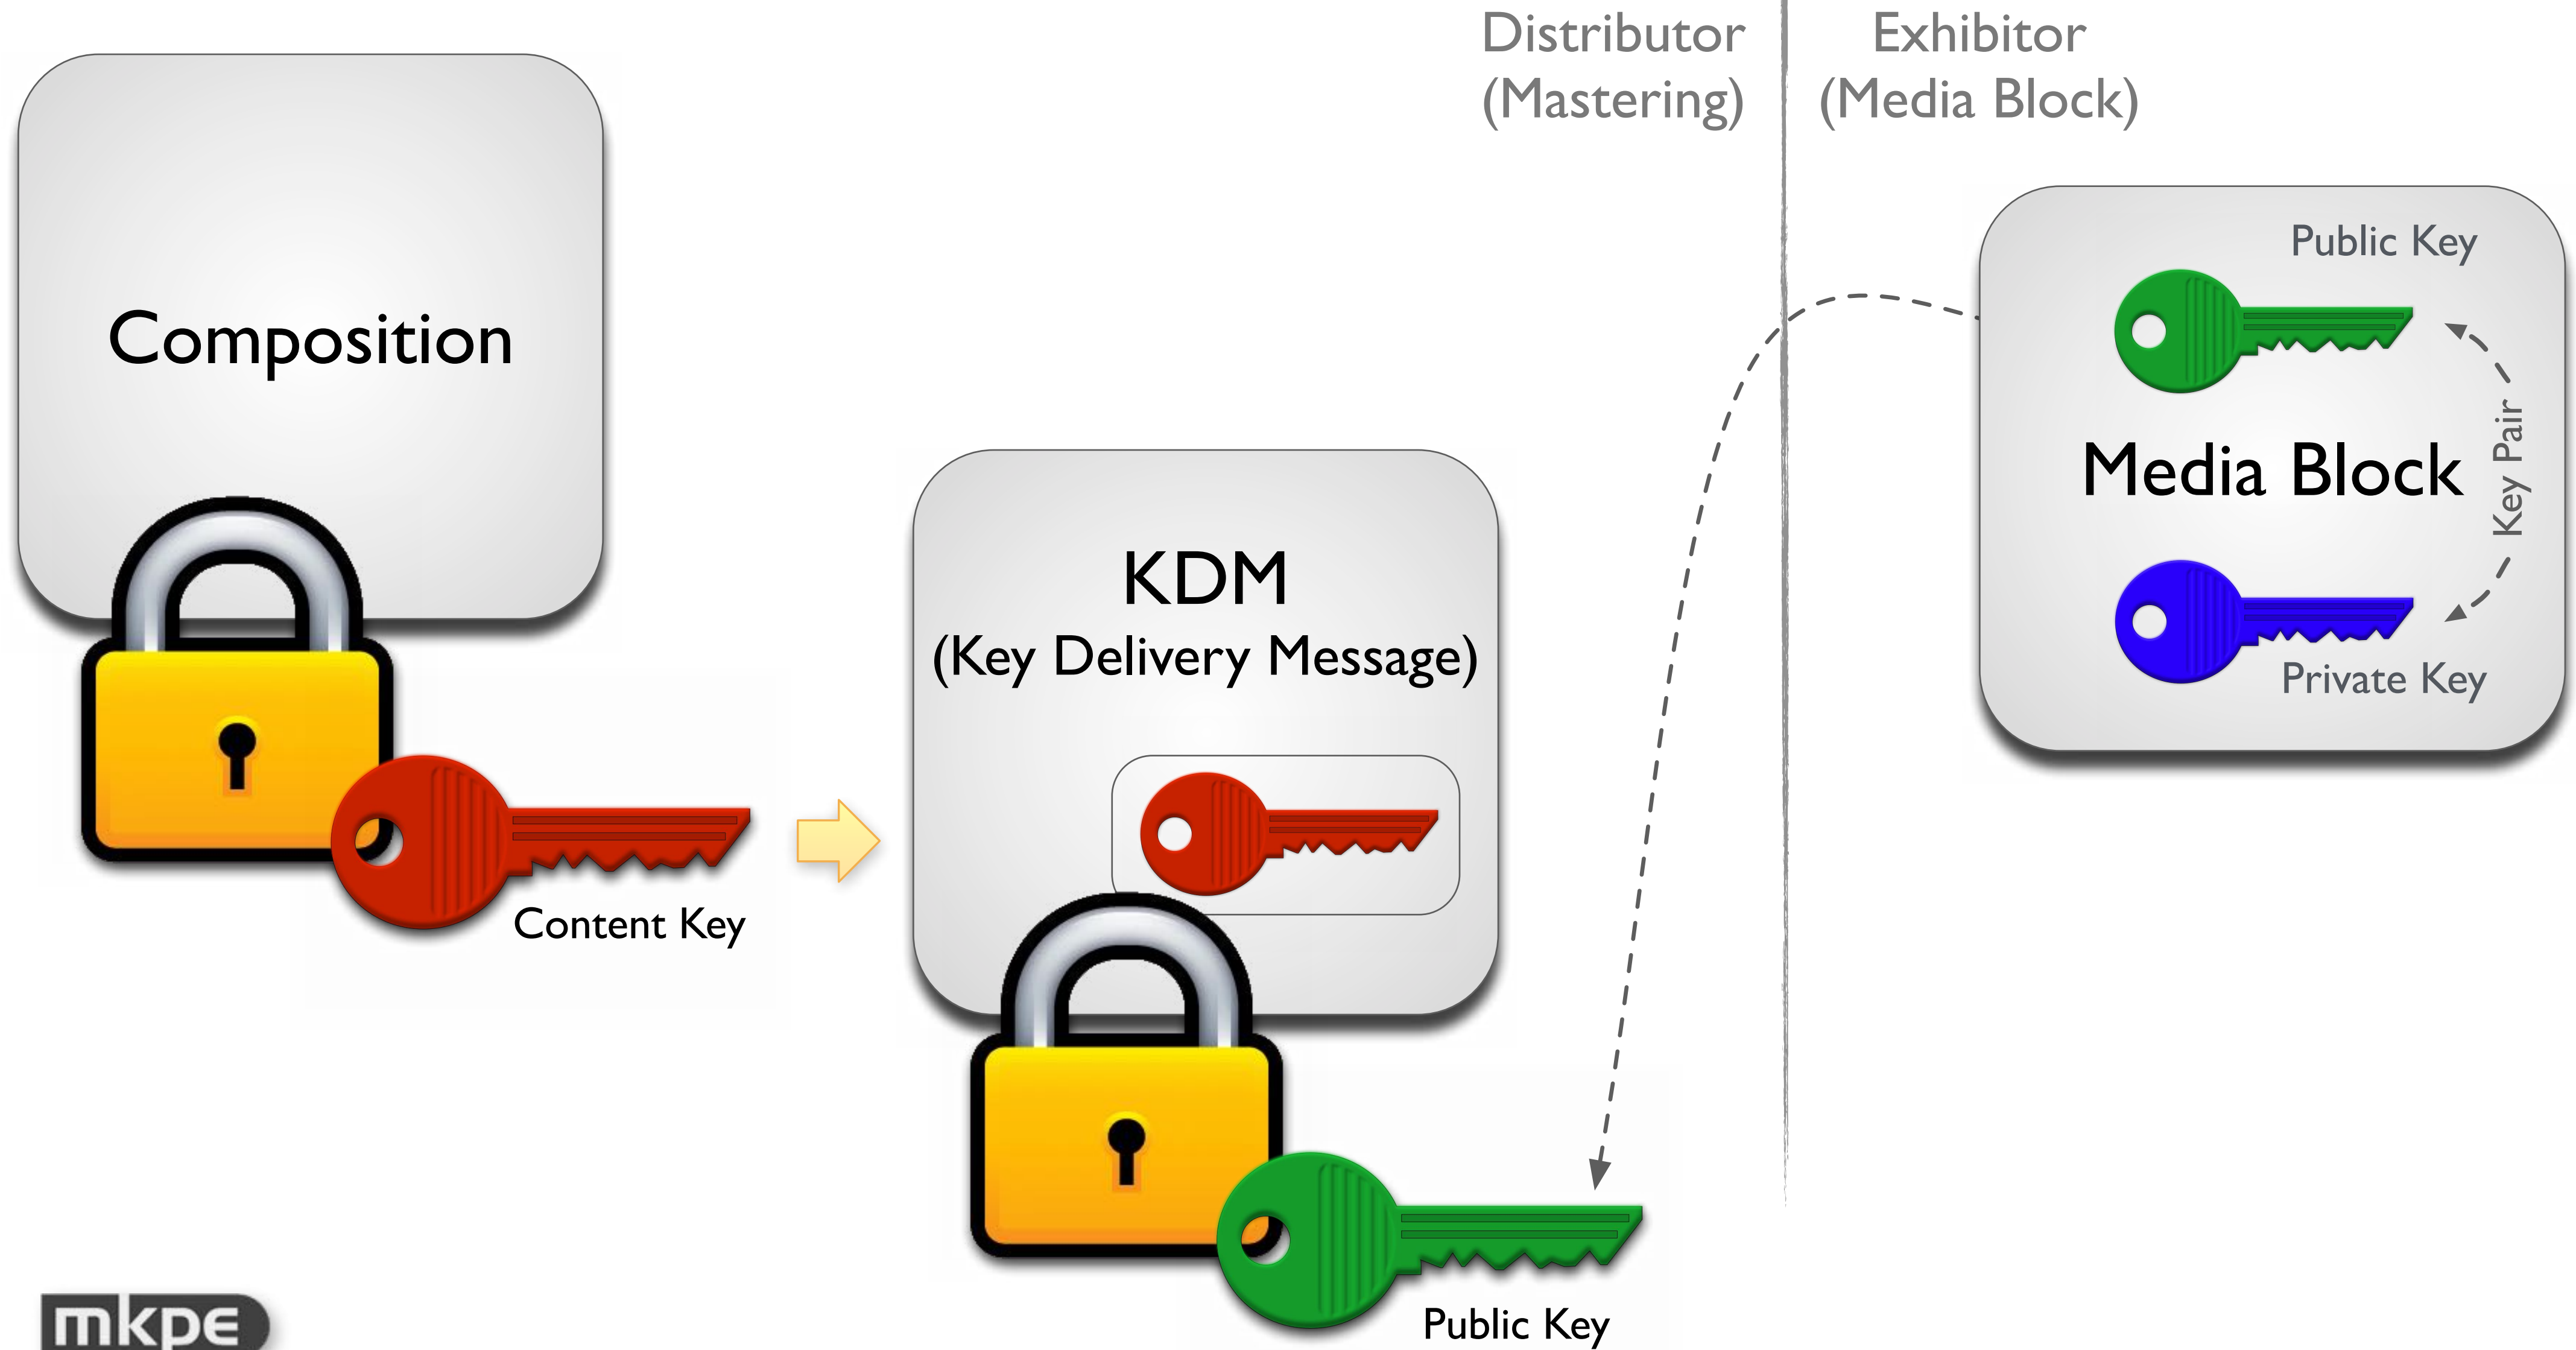 Distributor
(Mastering)
Exhibitor
(Media Block)
Composition
Content Key
KDM
(Key Delivery Message)
Public Key
Public Key
Media Block
Key Pair
Private Key
mkpe